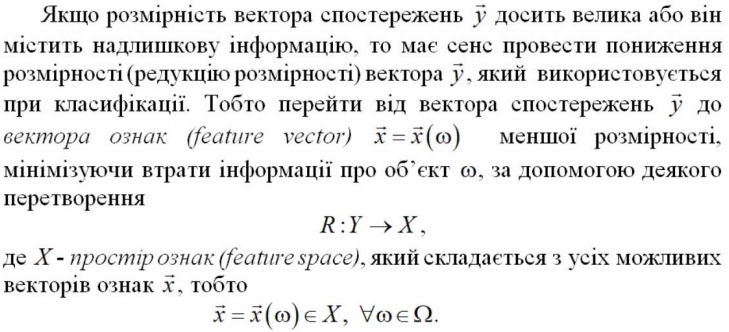 Якщо розмірність вектора спостережень y⃗ досить велика або він
містить надлишкову інформацію, то має сенс провести пониження
розмірності (редукцію розмірності) вектора y⃗, який використовується
при класифікації. Тобто перейти від вектора спостережень y⃗ до
вектора ознак (feature vector) x⃗ = x⃗(ω) меншої розмірності,
мінімізуючи втрати інформації про об’єкт ω, за допомогою деякого
перетворення
R : Y → X,
де X - простір ознак (feature space), який складається з усіх можливих
векторів ознак x⃗, тобто
x⃗ = x⃗(ω) ∈ X, ∀ω ∈ Ω.